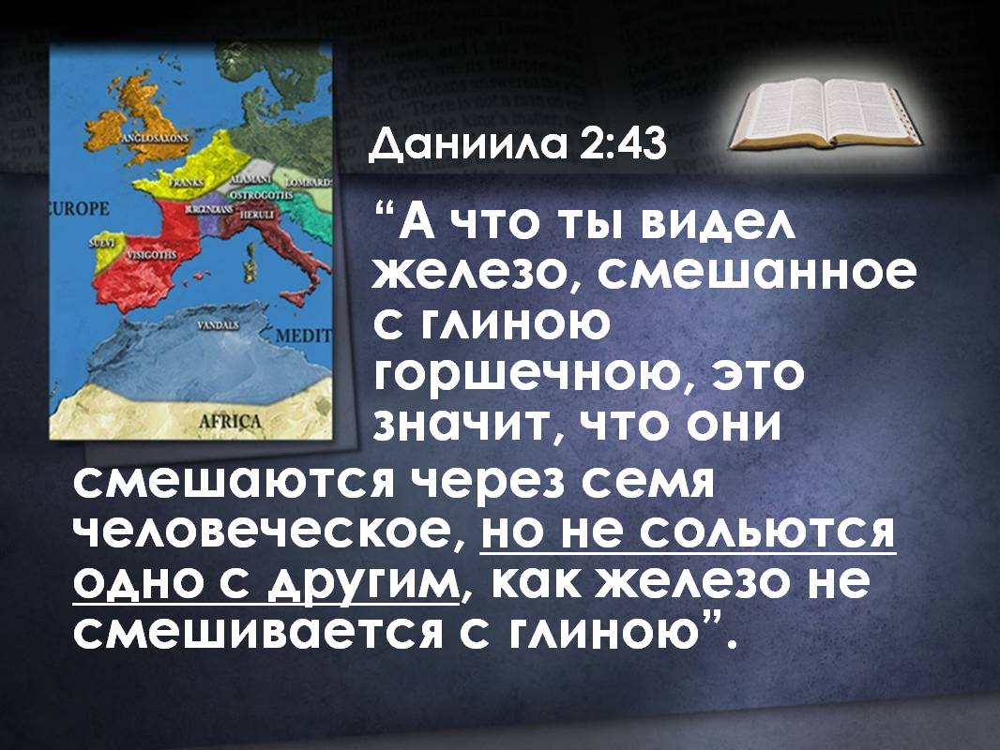 Даниила 2:43
“А что ты видел
железо, смешанное
с глиною
горшечною, это
значит, что они
смешаются через семя
человеческое, но не сольются
одно с другим, как железо не
смешивается с глиною”.
ANGLOSAXONS
FRANKS
ALAMANI
LOMBARDS
OSTROGOTHS
EUROPE
BURGUNDIANS
HERULI
SUEVI
VISIGOTHS
VANDALS
MEDIT
AFRICA